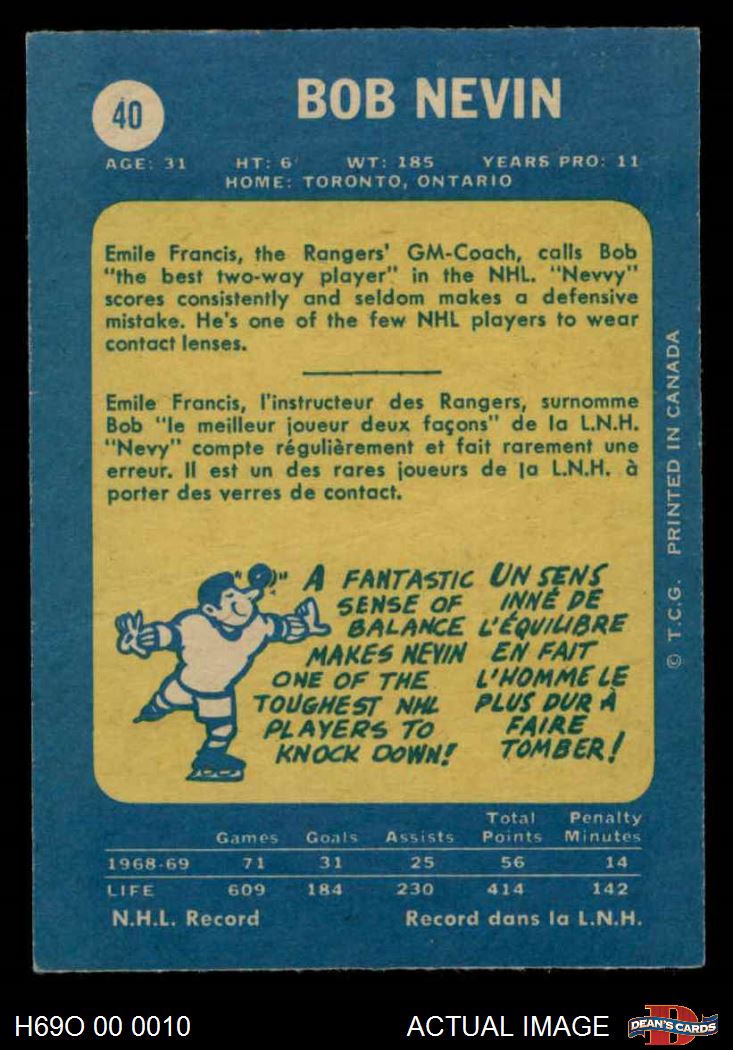 40
BOB NEVIN
AGE: 31 HT: 6' WT: 185 YEARS PRO: 11
HOME: TORONTO, ONTARIO
Emile Francis, the Rangers' GM-Coach, calls Bob
"the best two-way player" in the NHL. "Nevvy"
scores consistently and seldom makes a defensive
mistake. He's one of the few NHL players to wear
contact lenses.
Emile Francis, l'instructeur des Rangers, surnomme
Bob "le meilleur joueur deux façons" de la L.N.H.
"Nevy" compte régulièrement et fait rarement une
erreur. Il est un des rares joueurs de la L.N.H. à
porter des verres de contact.
A FANTASTIC
SENSE OF
BALANCE
MAKES NEVIN
ONE OF THE
TOUGHEST NHL
PLAYERS TO
KNOCK DOWN!
UN SENS
INNÉ DE
L'ÉQUILIBRE
EN FAIT
L'HOMME LE
PLUS DUR À
FAIRE
TOMBER!
© T.C.G. PRINTED IN CANADA
Games Goals Assists Total Points Penalty Minutes
1968-69 71 31 25 56 14
LIFE 609 184 230 414 142
N.H.L. Record Record dans la L.N.H.
H69O 00 0010 ACTUAL IMAGE
D
DEAN'S CARDS